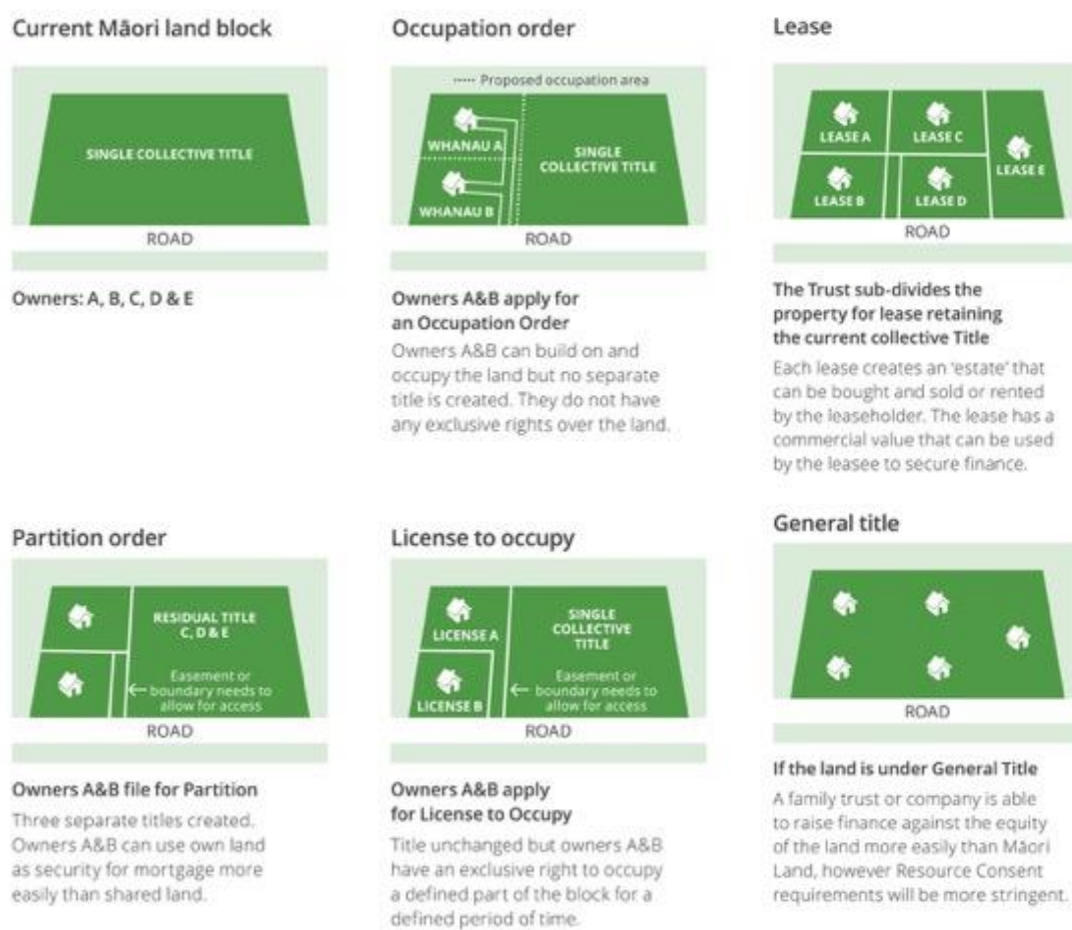 Current Māori land block
SINGLE COLLECTIVE TITLE
ROAD
Owners: A, B, C, D & E
Occupation order
Proposed occupation area
WHANAU A
WHANAU B
SINGLE
COLLECTIVE TITLE
ROAD
Owners A&B apply for
an Occupation Order
Owners A&B can build on and
occupy the land but no separate
title is created. They do not have
any exclusive rights over the land.
Lease
LEASE A
LEASE C
LEASE E
LEASE B
LEASE D
ROAD
The Trust sub-divides the
property for lease retaining
the current collective Title
Each lease creates an 'estate' that
can be bought and sold or rented
by the leaseholder. The lease has a
commercial value that can be used
by the leasee to secure finance.
Partition order
RESIDUAL TITLE
C, D & E
Easement or
boundary needs to
allow for access
ROAD
Owners A&B file for Partition
Three separate titles created.
Owners A&B can use own land
as security for mortgage more
easily than shared land.
License to occupy
LICENSE A
LICENSE B
SINGLE
COLLECTIVE
TITLE
Easement or
boundary needs to
allow for access
ROAD
Owners A&B apply
for License to Occupy
Title unchanged but owners A&B
have an exclusive right to occupy
a defined part of the block for a
defined period of time.
General title
ROAD
If the land is under General Title
A family trust or company is able
to raise finance against the equity
of the land more easily than Māori
Land, however Resource Consent
requirements will be more stringent.